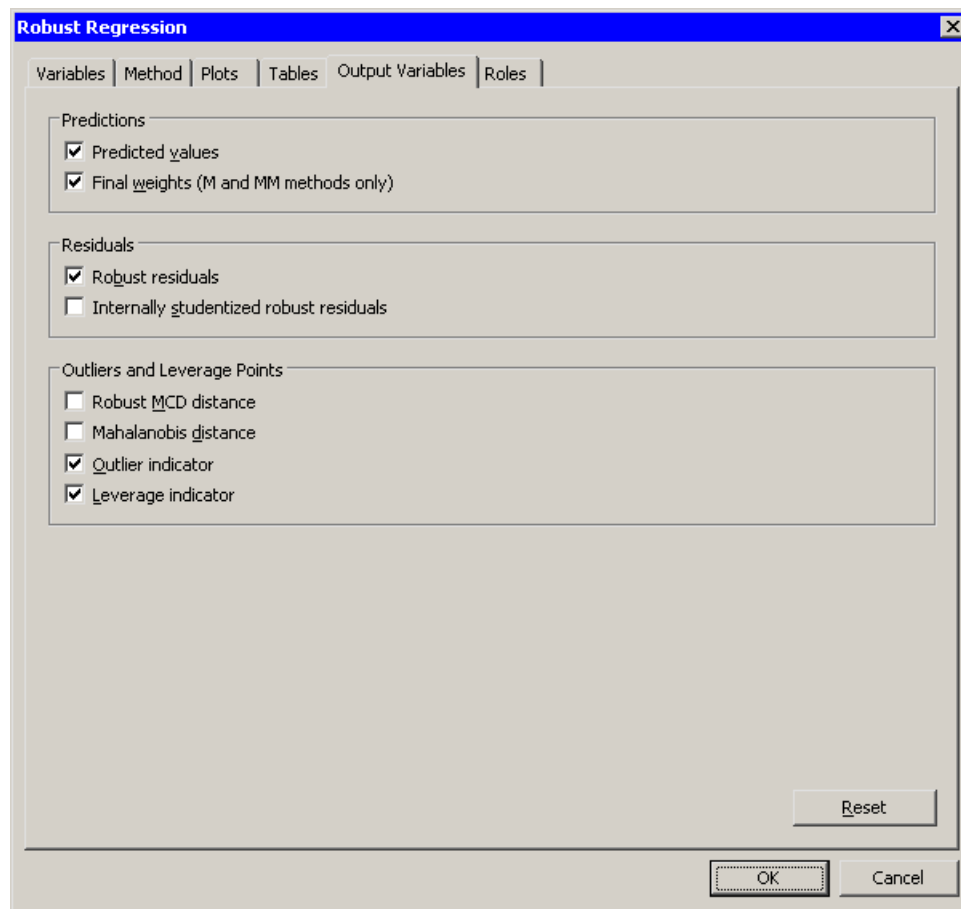 Robust Regression
Variables Method Plots Tables Output Variables Roles
Predictions
Predicted values
Final weights (M and MM methods only)
Residuals
Robust residuals
Internally studentized robust residuals
Outliers and Leverage Points
Robust MCD distance
Mahalanobis distance
Outlier indicator
Leverage indicator
Reset
OK Cancel